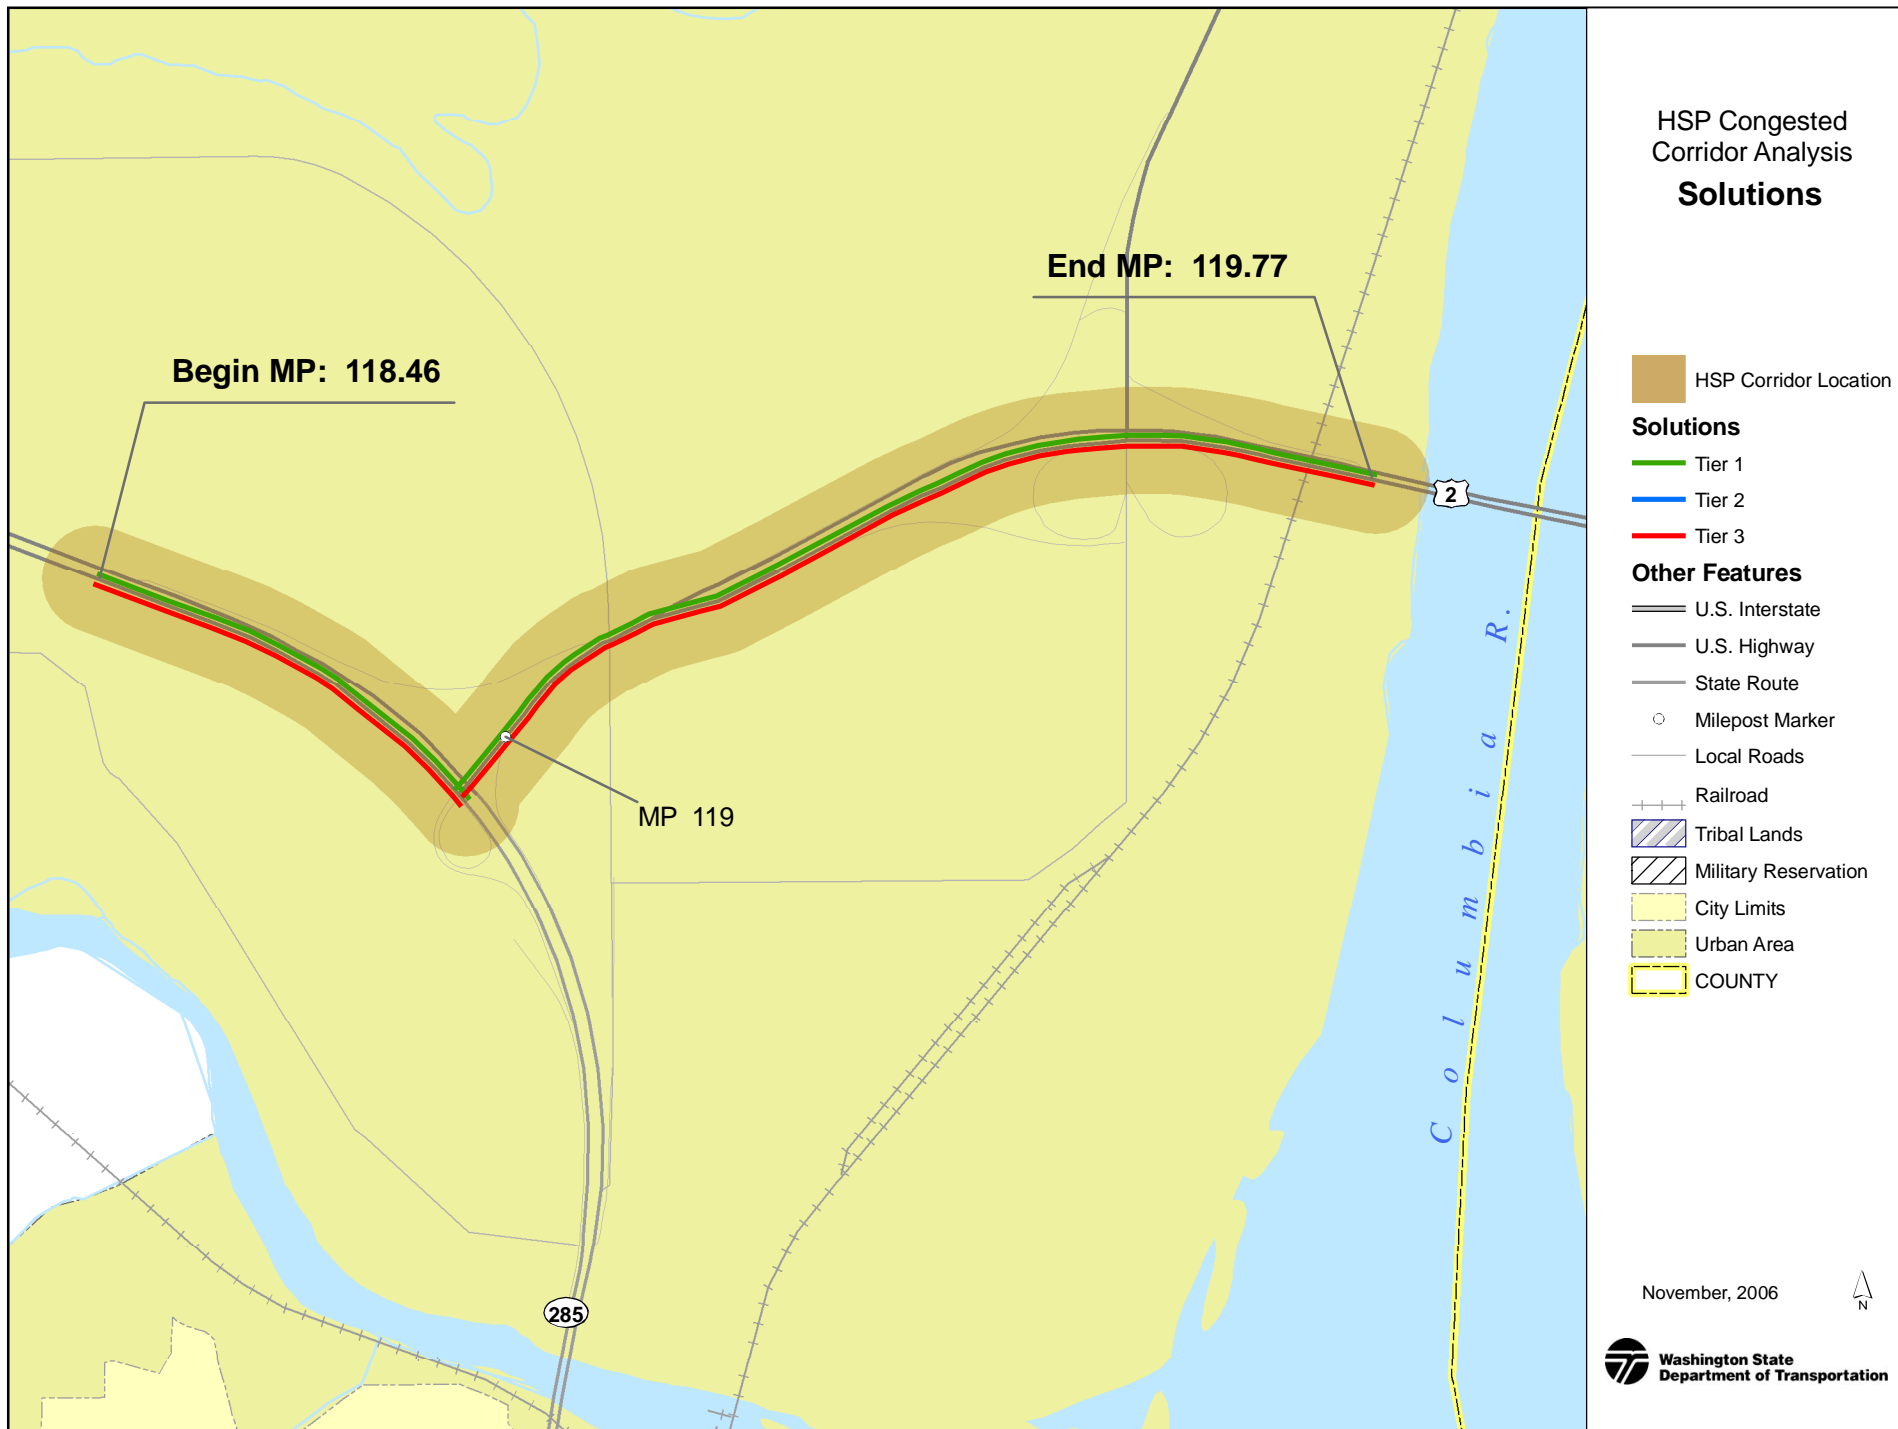 HSP Congested
Corridor Analysis
Solutions
End MP: 119.77
Begin MP: 118.46
HSP Corridor Location
Solutions
Tier 1
Tier 2
Tier 3
Other Features
U.S. Interstate
U.S. Highway
State Route
Milepost Marker
Local Roads
Railroad
Tribal Lands
Military Reservation
City Limits
Urban Area
COUNTY
2
MP 119
Columbia R.
285
November, 2006
N
Washington State
Department of Transportation